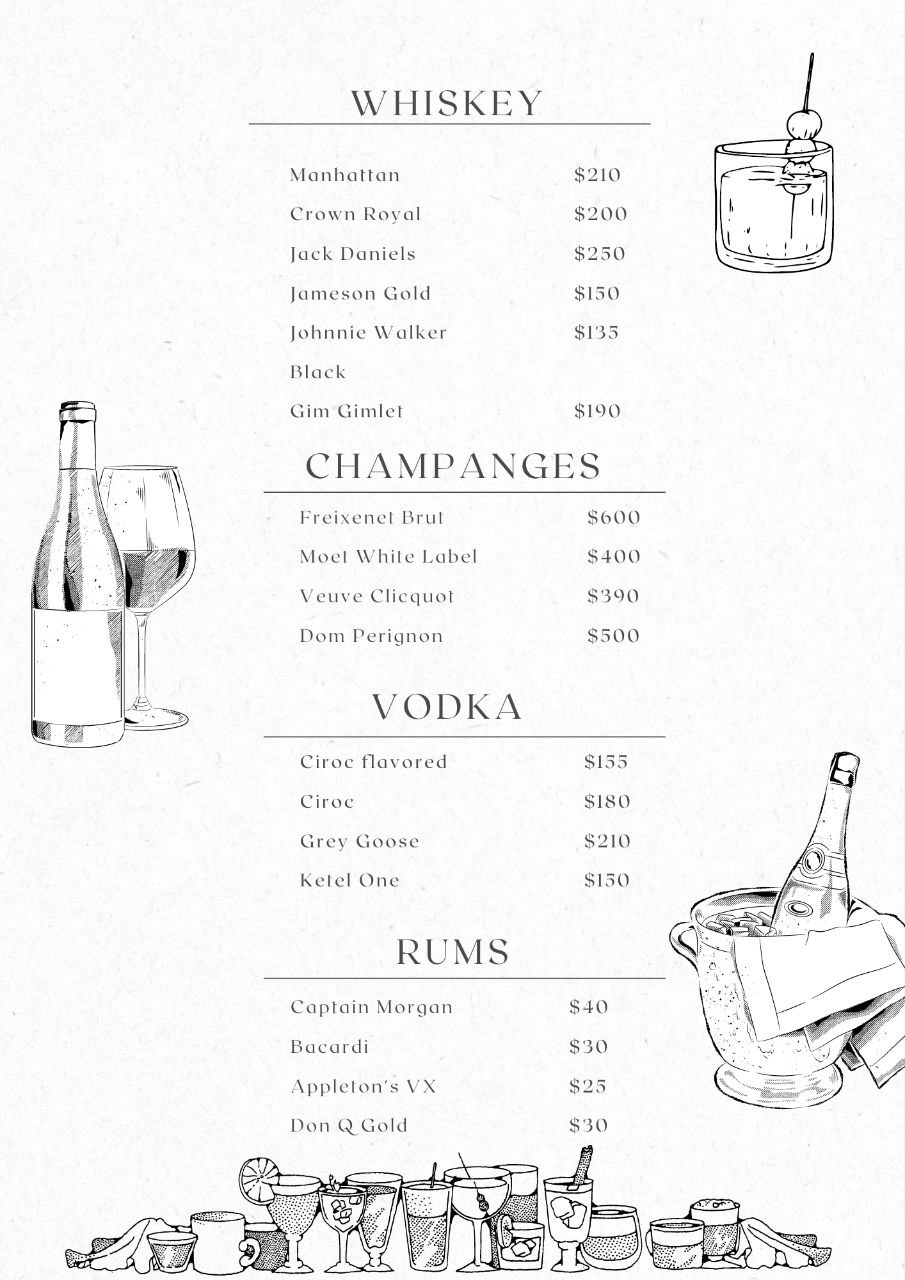 WHISKEY
Manhattan $210
Crown Royal $200
Jack Daniels $250
Jameson Gold $150
Johnnie Walker $135
Black
Gim Gimlet $190
CHAMPANGES
Freixenet Brut $600
Moet White Label $400
Veuve Clicquot $390
Dom Perignon $500
VODKA
Ciroc flavored $155
Ciroc $180
Grey Goose $210
Ketel One $150
RUMS
Captain Morgan $40
Bacardi $30
Appleton's VX $25
Don Q Gold $30